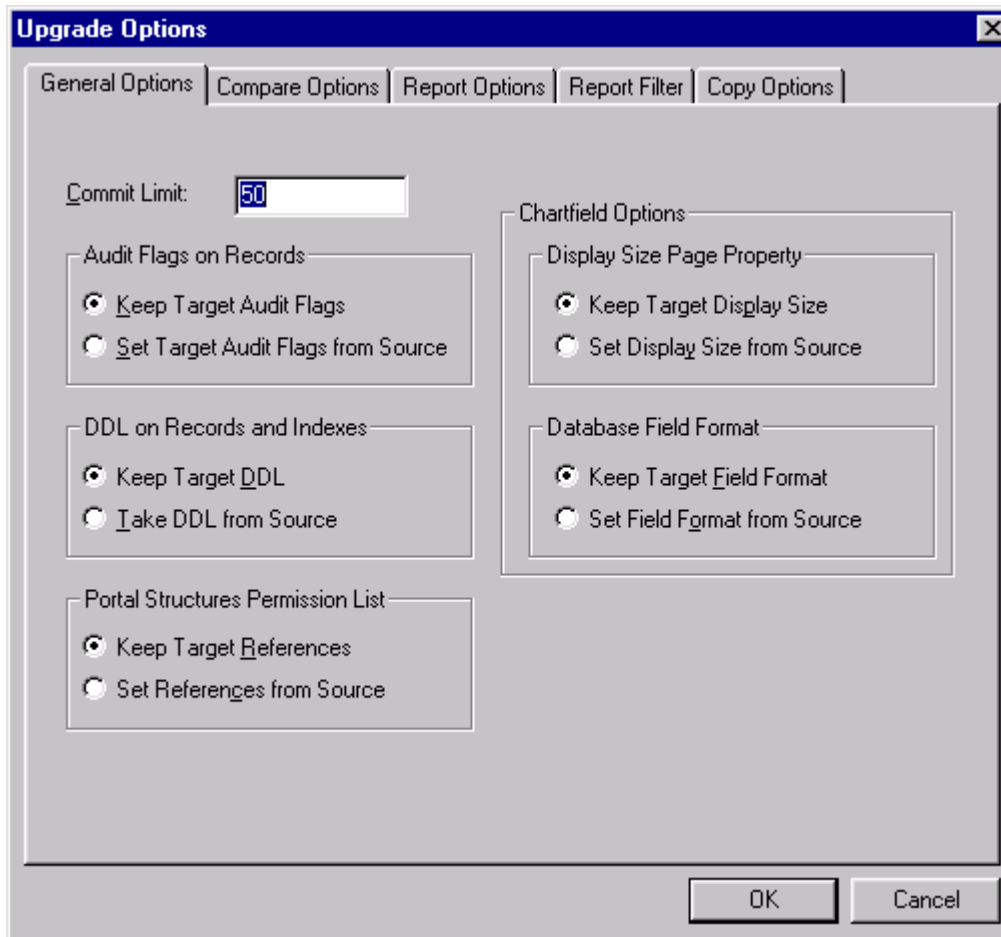 Upgrade Options
General Options
Compare Options
Report Options
Report Filter
Copy Options
Commit Limit:
50
Audit Flags on Records
Keep Target Audit Flags
Set Target Audit Flags from Source
DDL on Records and Indexes
Keep Target DDL
Take DDL from Source
Portal Structures Permission List
Keep Target References
Set References from Source
Chartfield Options
Display Size Page Property
Keep Target Display Size
Set Display Size from Source
Database Field Format
Keep Target Field Format
Set Field Format from Source
OK
Cancel